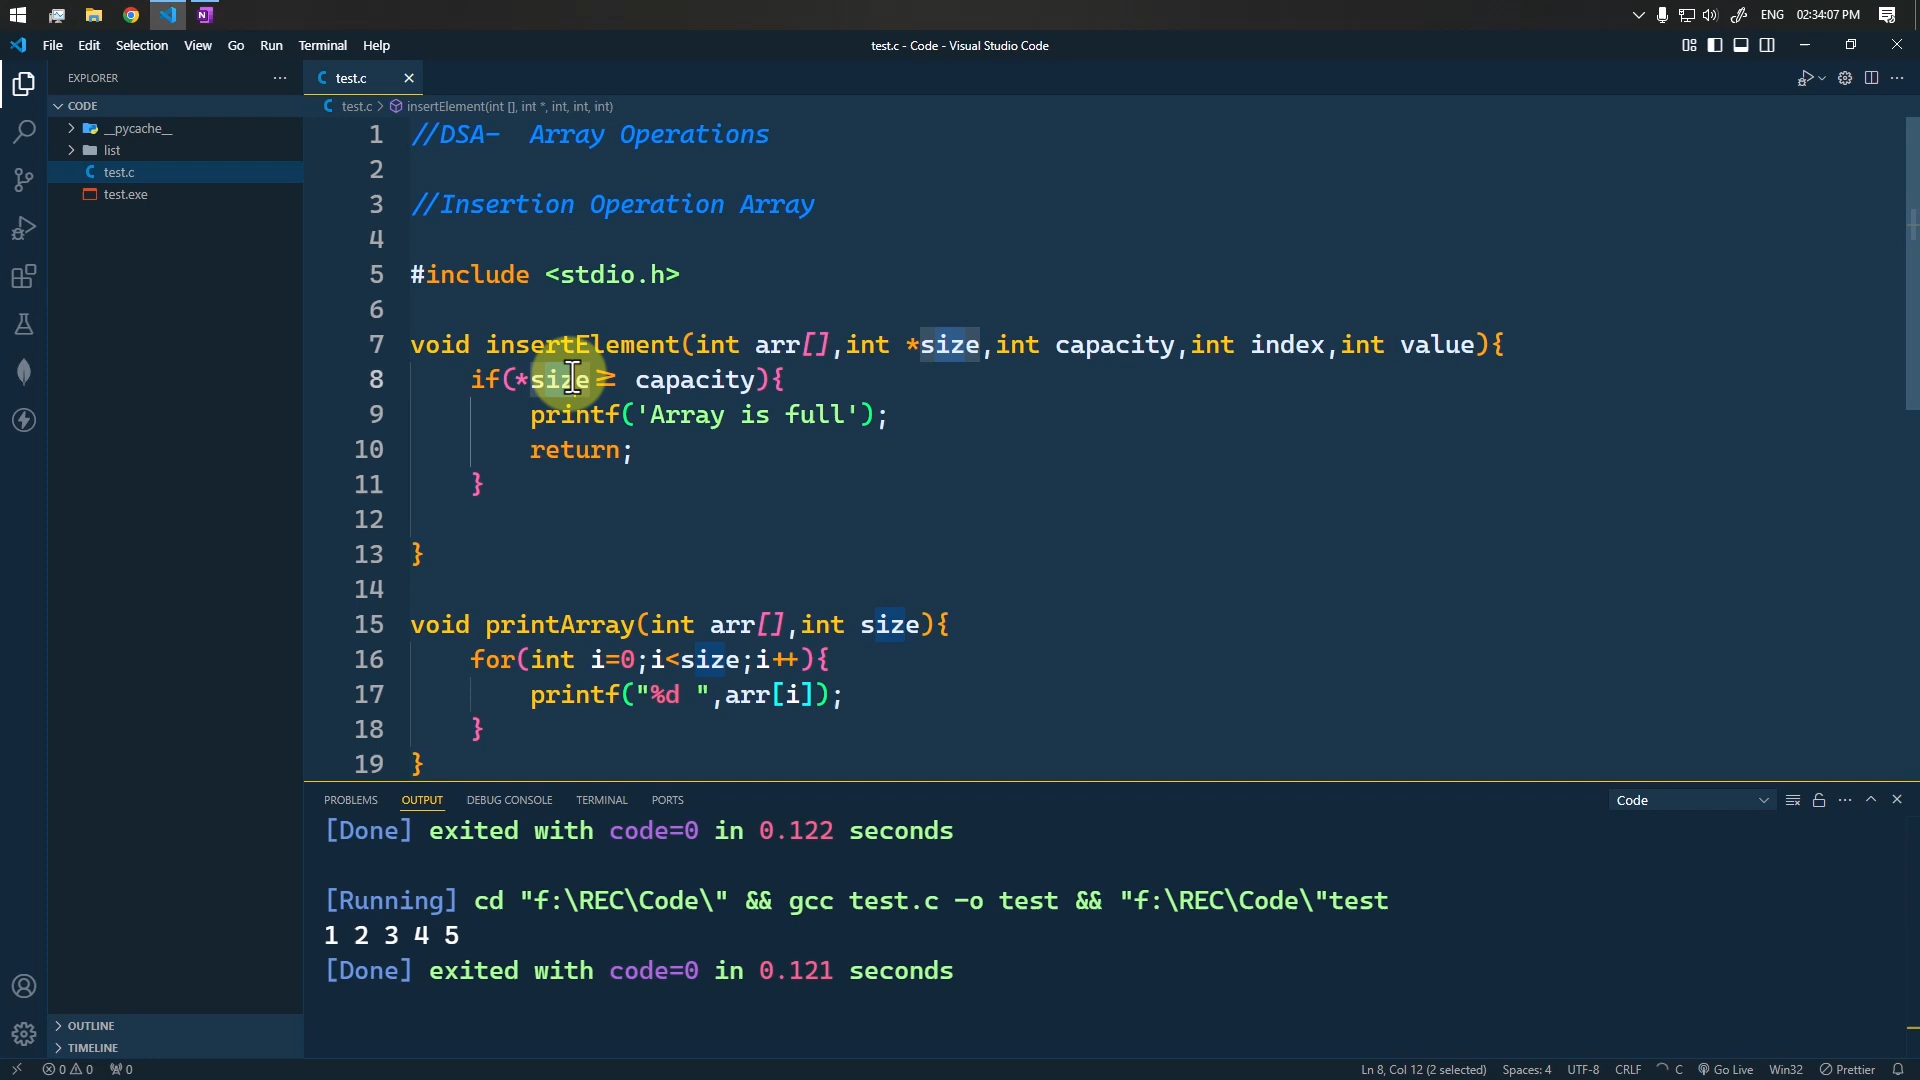 ENG 02:34:07 PM
File Edit Selection View Go Run Terminal Help
test.c - Code - Visual Studio Code
EXPLORER
CODE
__pycache__
list
test.c
test.exe
OUTLINE
TIMELINE
test.c
test.c > insertElement(int [], int *, int, int, int)
1 //DSA-  Array Operations
2
3 //Insertion Operation Array
4
5 #include <stdio.h>
6
7 void insertElement(int arr[],int *size,int capacity,int index,int value){
8     if(*size>= capacity){
9         printf('Array is full');
10         return;
11     }
12
13 }
14
15 void printArray(int arr[],int size){
16     for(int i=0;i<size;i++){
17         printf("%d ",arr[i]);
18     }
19 }
PROBLEMS OUTPUT DEBUG CONSOLE TERMINAL PORTS
Code
[Done] exited with code=0 in 0.122 seconds
[Running] cd "f:\REC\Code\" && gcc test.c -o test && "f:\REC\Code\"test
1 2 3 4 5
[Done] exited with code=0 in 0.121 seconds
0 0 0
Ln 8, Col 12 (2 selected) Spaces: 4 UTF-8 CRLF C Go Live Win32 Prettier